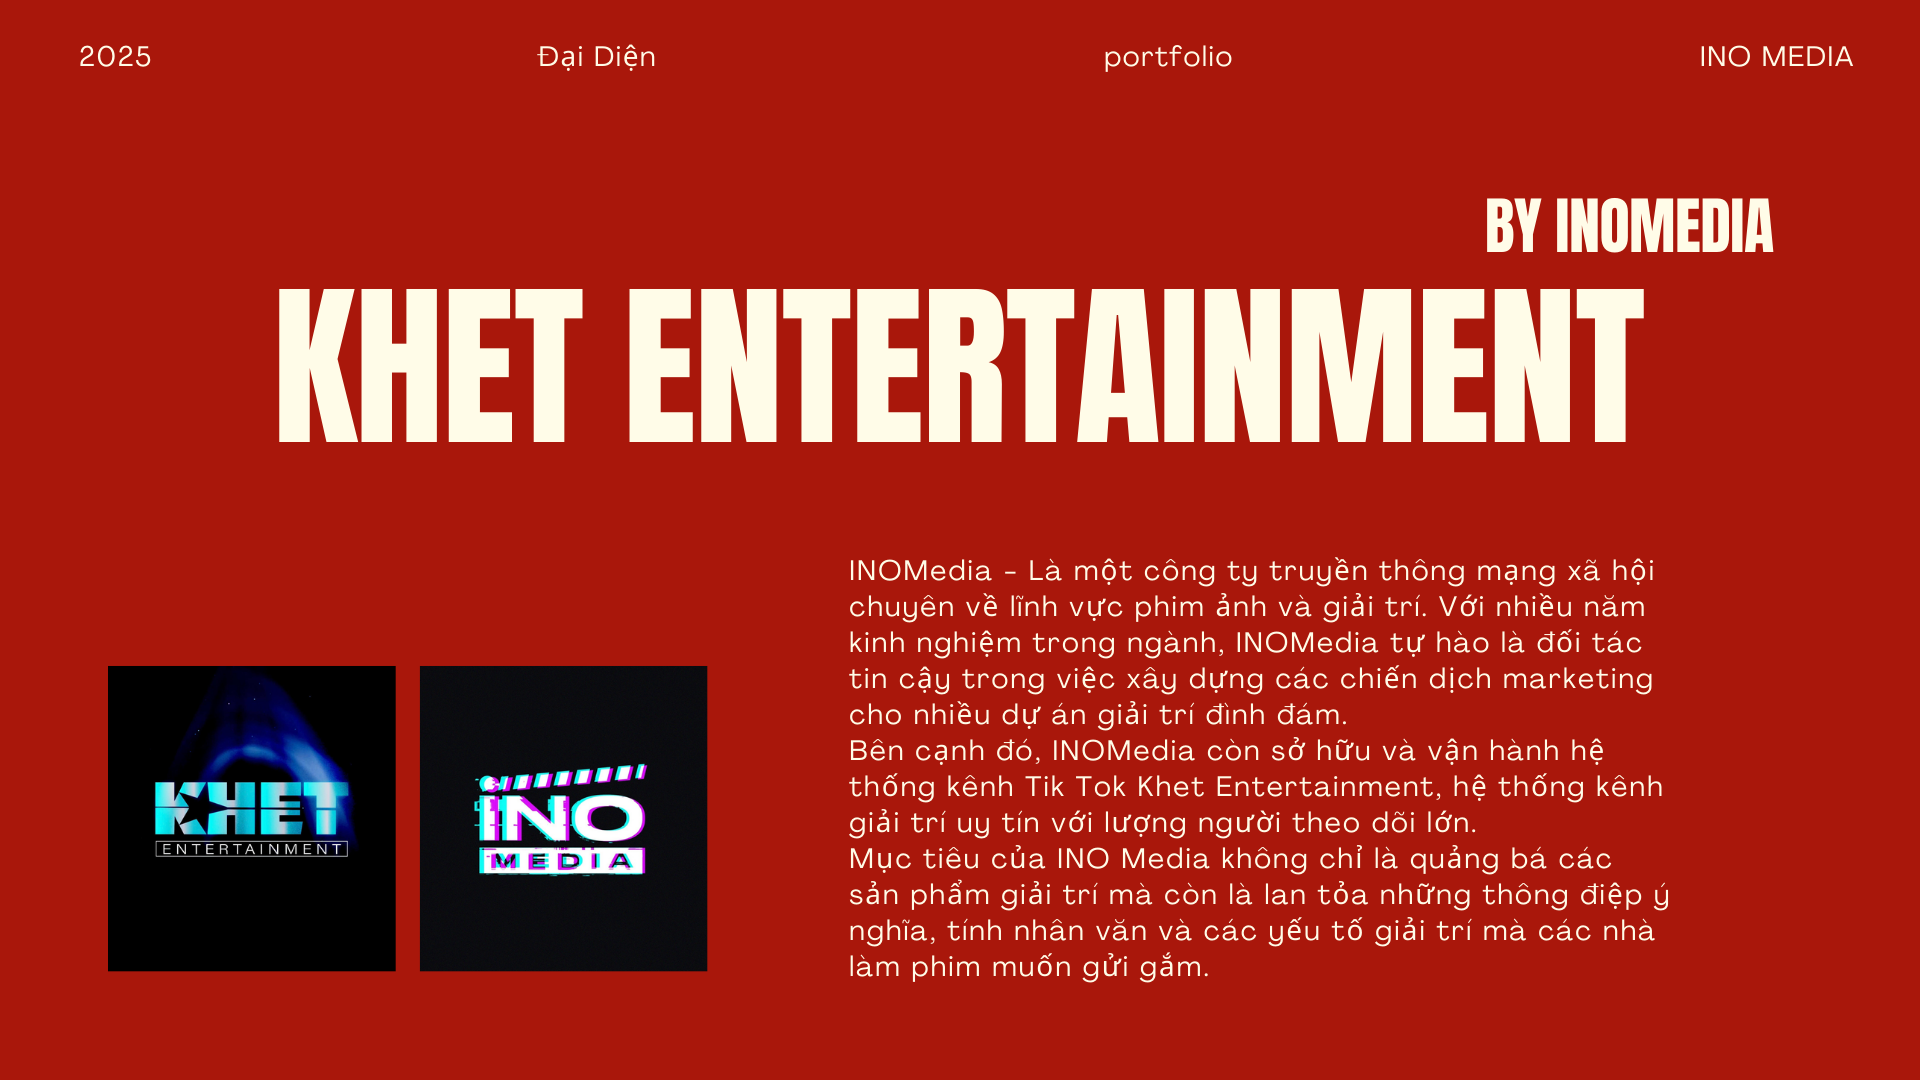 2025
Đại Diện
portfolio
INO MEDIA
BY INOMEDIA
KHET ENTERTAINMENT
INOMedia - Là một công ty truyền thông mạng xã hội
chuyên về lĩnh vực phim ảnh và giải trí. Với nhiều năm
kinh nghiệm trong ngành, INOMedia tự hào là đối tác
tin cậy trong việc xây dựng các chiến dịch marketing
cho nhiều dự án giải trí đình đám.
Bên cạnh đó, INOMedia còn sở hữu và vận hành hệ
thống kênh Tik Tok Khet Entertainment, hệ thống kênh
giải trí uy tín với lượng người theo dõi lớn.
Mục tiêu của INO Media không chỉ là quảng bá các
sản phẩm giải trí mà còn là lan tỏa những thông điệp ý
nghĩa, tính nhân văn và các yếu tố giải trí mà các nhà
làm phim muốn gửi gắm.
KHET
ENTERTAINMENT
INO
MEDIA